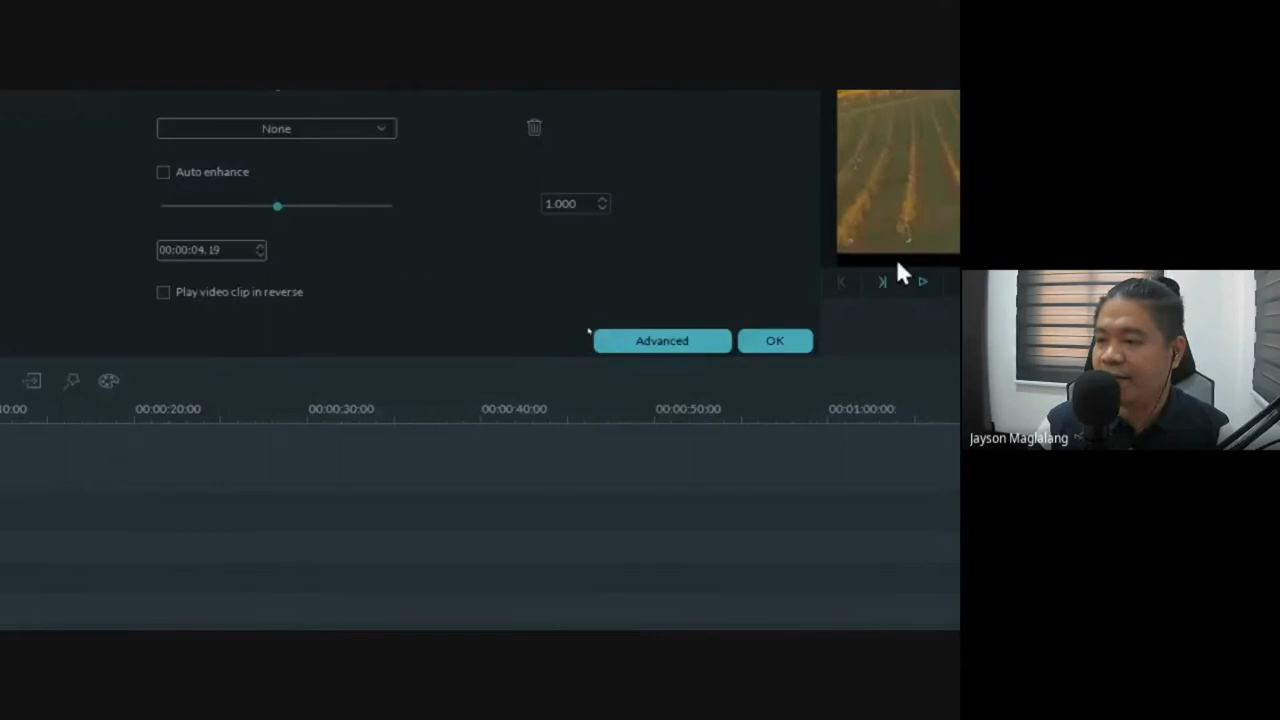 None
Auto enhance
1.000
00:00:04.19
Play video clip in reverse
Advanced
OK
10:00
00:00:20:00
00:00:30:00
00:00:40:00
00:00:50:00
00:01:00:00
Jayson Maglalang